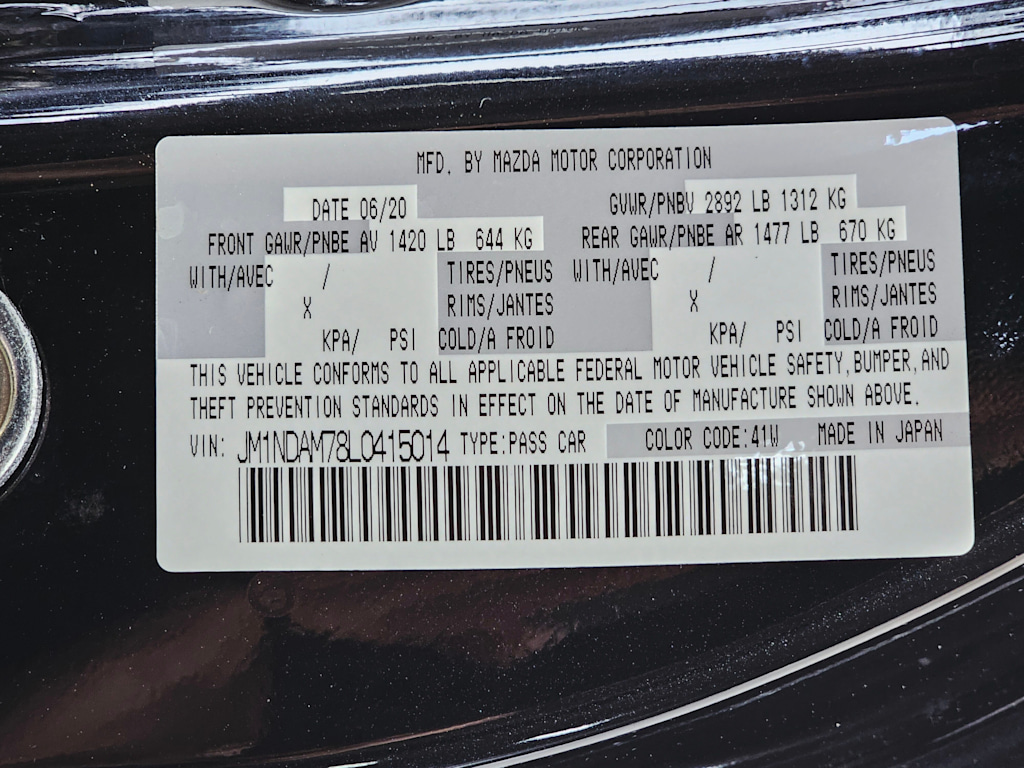 MFD. BY MAZDA MOTOR CORPORATION
DATE 06/20 GVWR/PNBV 2892 LB 1312 KG
FRONT GAWR/PNBE AV 1420 LB 644 KG REAR GAWR/PNBE AR 1477 LB 670 KG
WITH/AVEC / TIRES/PNEUS WITH/AVEC / TIRES/PNEUS
X RIMS/JANTES X RIMS/JANTES
KPA/ PSI COLD/A FROID KPA/ PSI COLD/A FROID
THIS VEHICLE CONFORMS TO ALL APPLICABLE FEDERAL MOTOR VEHICLE SAFETY, BUMPER, AND
THEFT PREVENTION STANDARDS IN EFFECT ON THE DATE OF MANUFACTURE SHOWN ABOVE.
VIN: JM1NDAM78L0415014 TYPE:PASS CAR COLOR CODE:41W MADE IN JAPAN